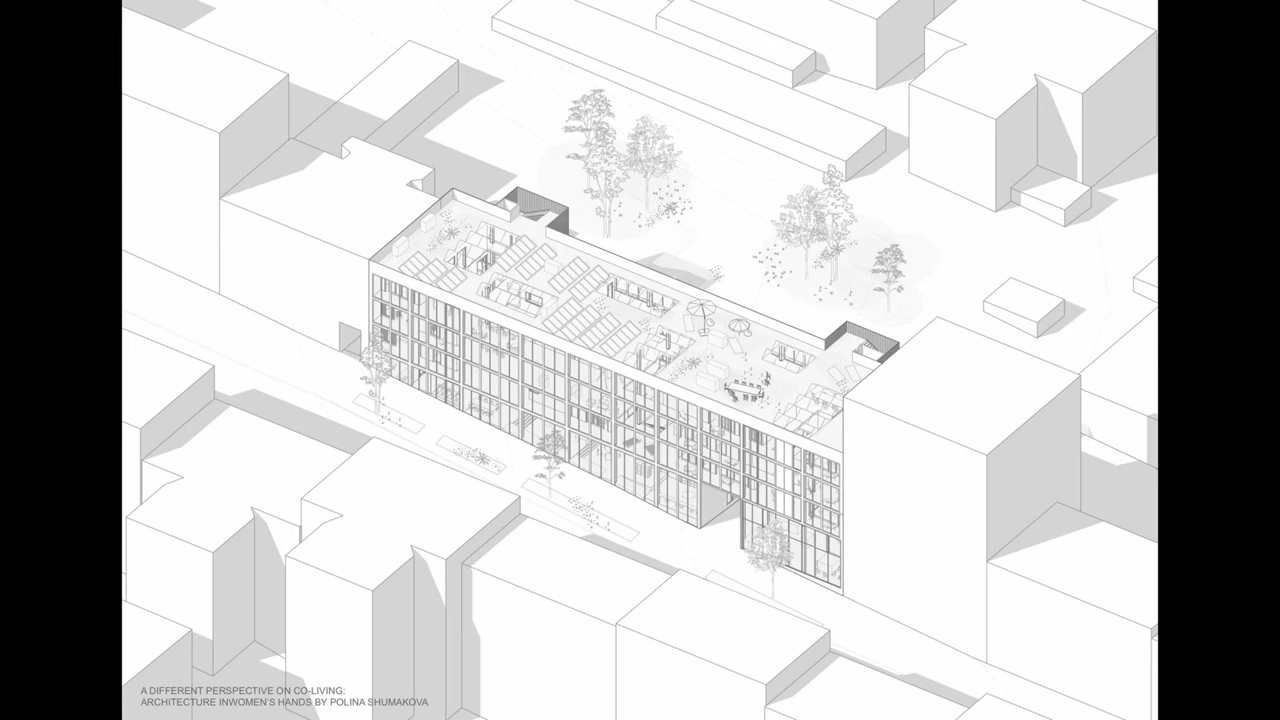 A DIFFERENT PERSPECTIVE ON CO-LIVING:
ARCHITECTURE INWOMEN'S HANDS BY POLINA SHUMAKOVA